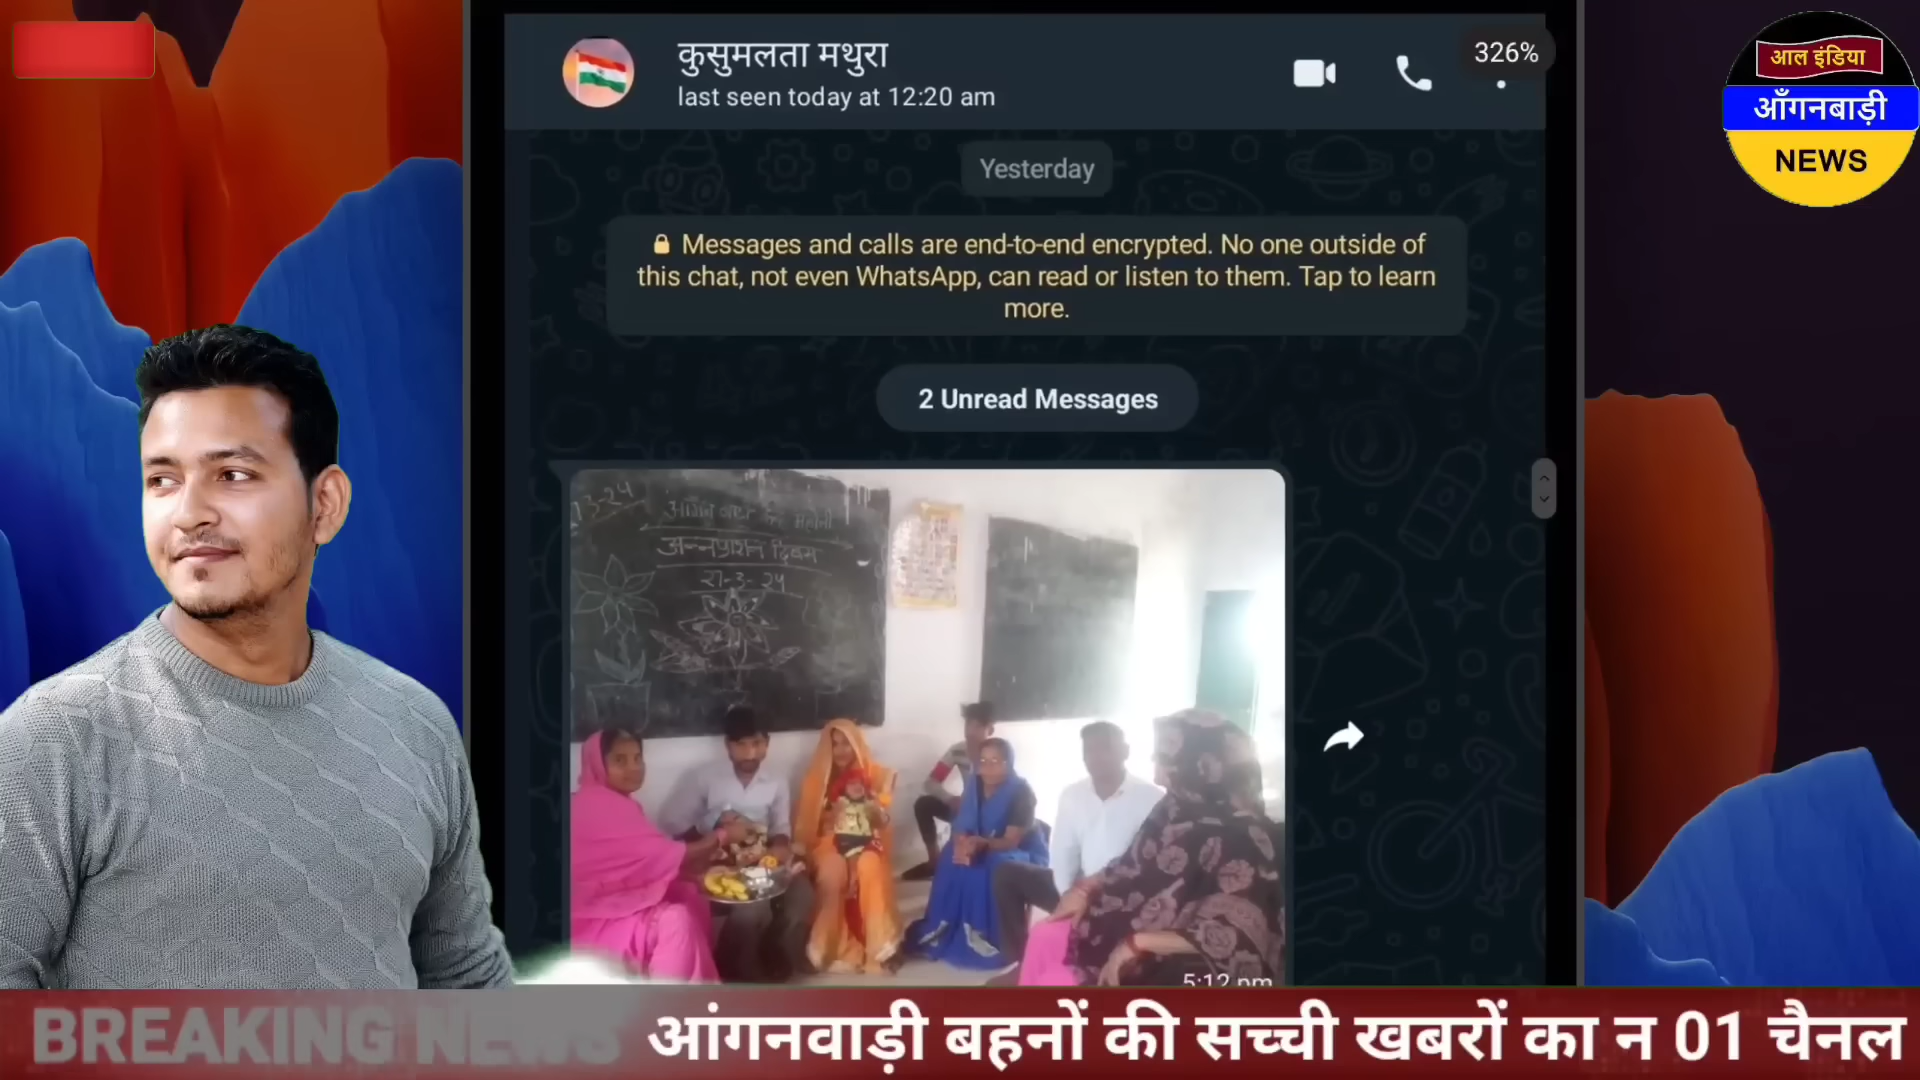 कुसुमलता मथुरा
last seen today at 12:20 am
326%
आल इंडिया
आँगनबाड़ी
NEWS
Yesterday
Messages and calls are end-to-end encrypted. No one outside of
this chat, not even WhatsApp, can read or listen to them. Tap to learn
more.
2 Unread Messages
3-24
अन्नप्राशन दिवस
21-3-24
5:12 pm
BREAKING NEWS
आंगनवाड़ी बहनों की सच्ची खबरों का न 01 चैनल